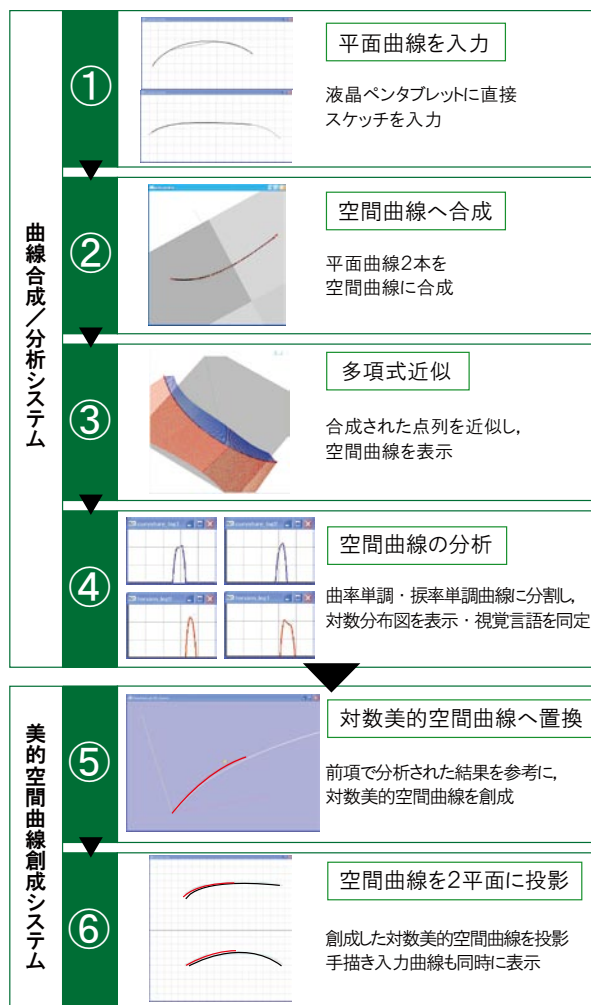 曲線合成／分析システム
①
平面曲線を入力
液晶ペンタブレットに直接
スケッチを入力
②
空間曲線へ合成
平面曲線2本を
空間曲線に合成
③
多項式近似
合成された点列を近似し，
空間曲線を表示
④
空間曲線の分析
曲率単調・捩率単調曲線に分割し，
対数分布図を表示・視覚言語を同定
美的空間曲線創成システム
⑤
対数美的空間曲線へ置換
前項で分析された結果を参考に，
対数美的空間曲線を創成
⑥
空間曲線を2平面に投影
創成した対数美的空間曲線を投影
手描き入力曲線も同時に表示